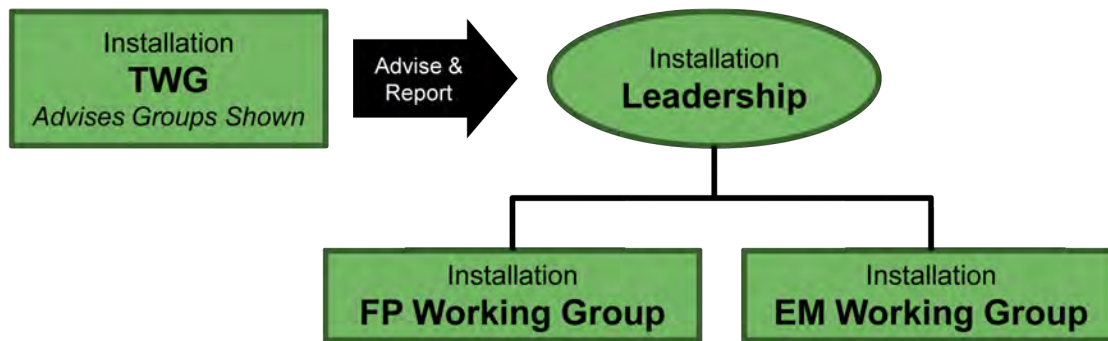 Installation
TWG
Advises Groups Shown
Advise &
Report
Installation
Leadership
Installation
FP Working Group
Installation
EM Working Group